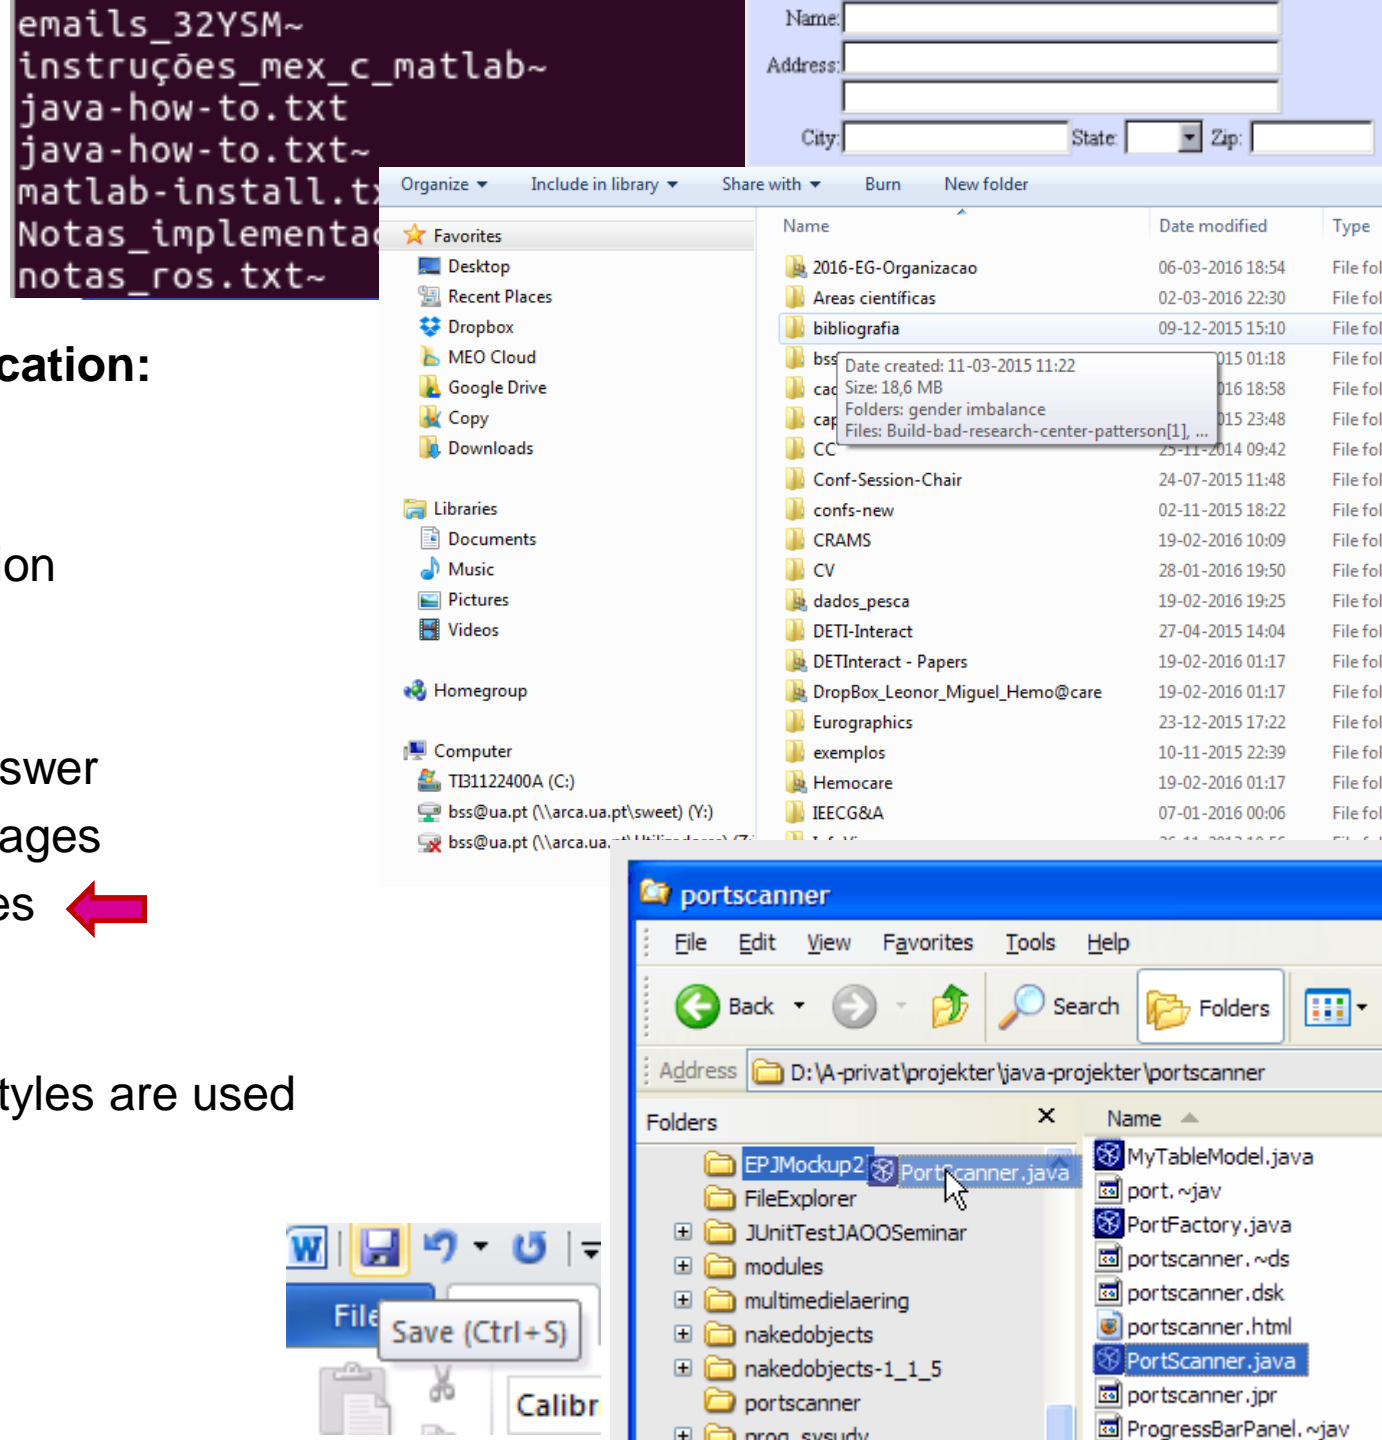 emails_32YSM~
instruções_mex_c_matlab~
java-how-to.txt
java-how-to.txt~
matlab-install.tx
Notas_implementac
notas_ros.txt~
Name:
Address:
City: State: Zip:
Organize Include in library Share with Burn New folder
Favorites
Desktop
Recent Places
Dropbox
MEO Cloud
Google Drive
Copy
Downloads
Libraries
Documents
Music
Pictures
Videos
Homegroup
Computer
TI31122400A (C:)
bss@ua.pt (\\arca.ua.pt\sweet) (Y:)
bss@ua.pt (\\arca.ua.
Name Date modified Type
2016-EG-Organizacao 06-03-2016 18:54 File fol
Areas científicas 02-03-2016 22:30 File fol
bibliografia 09-12-2015 15:10 File fol
bss 015 01:18 File fol
cac 016 18:58 File fol
cap 015 23:48 File fol
CC 25-11-2014 09:42 File fol
Date created: 11-03-2015 11:22
Size: 18,6 MB
Folders: gender imbalance
Files: Build-bad-research-center-patterson[1], ...
Conf-Session-Chair 24-07-2015 11:48 File fol
confs-new 02-11-2015 18:22 File fol
CRAMS 19-02-2016 10:09 File fol
CV 28-01-2016 19:50 File fol
dados_pesca 19-02-2016 19:25 File fol
DETI-Interact 27-04-2015 14:04 File fol
DETInteract - Papers 19-02-2016 01:17 File fol
DropBox_Leonor_Miguel_Hemo@care 19-02-2016 01:17 File fol
Eurographics 23-12-2015 17:22 File fol
exemplos 10-11-2015 22:39 File fol
Hemocare 19-02-2016 01:17 File fol
IEECG&A 07-01-2016 00:06 File fol
cation:
ion
swer
ages
es
tyles are used
portscanner
File Edit View Favorites Tools Help
Back Search Folders
Address D:\A-privat\projekter\java-projekter\portscanner
Folders x
EPJMockup2 PortScanner.java
FileExplorer
JUnitTestJAOOSeminar
modules
multimedielaering
nakedobjects
nakedobjects-1_1_5
portscanner
prog_sysudv
Name
MyTableModel.java
port.~jav
PortFactory.java
portscanner.~ds
portscanner.dsk
portscanner.html
PortScanner.java
portscanner.jpr
ProgressBarPanel.~jav
W
File
Save (Ctrl+S)
Calibr